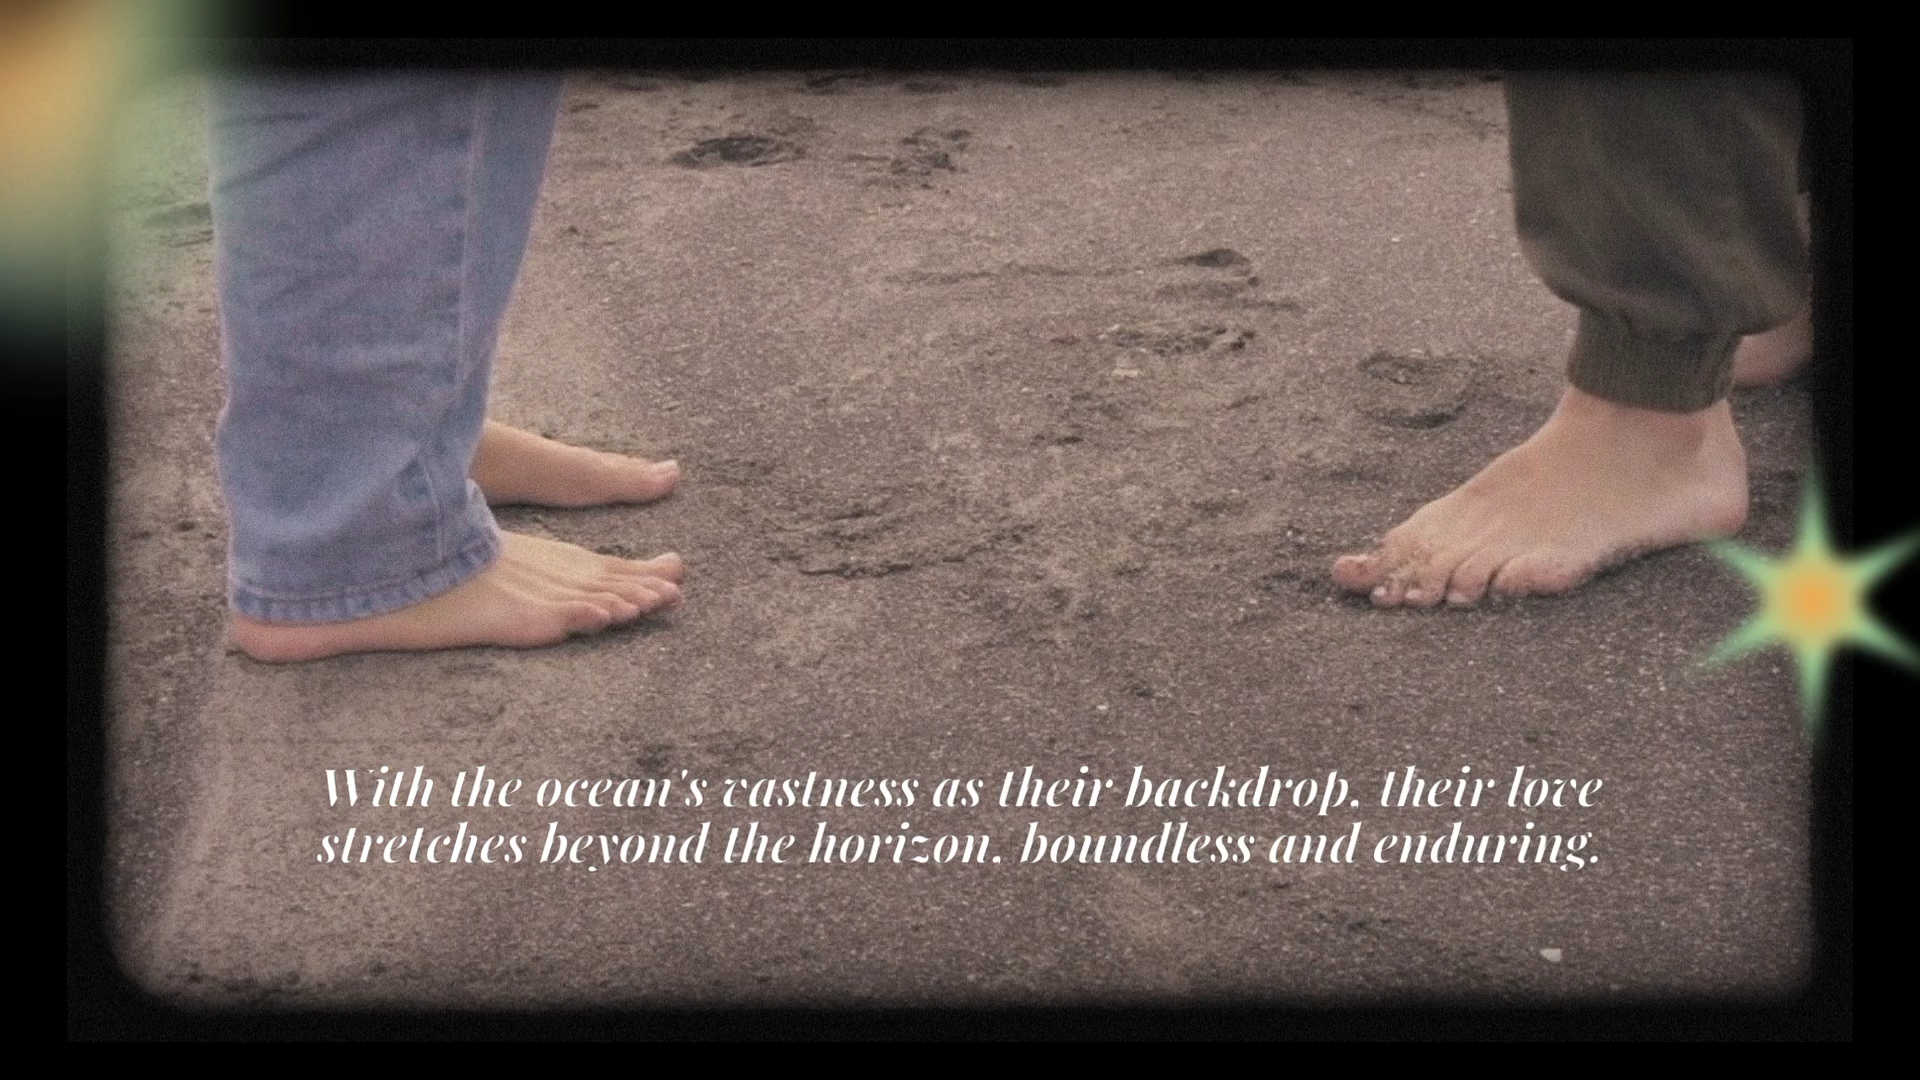 With the ocean's vastness as their backdrop, their love
stretches beyond the horizon, boundless and enduring.